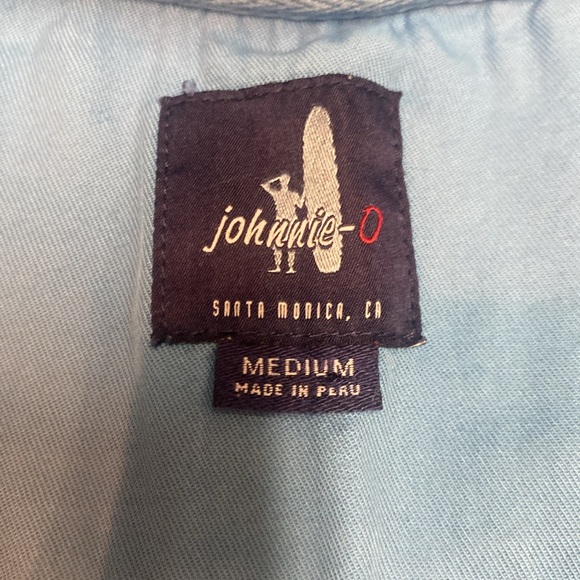 johnnie-O
SANTA MONICA, CA
MEDIUM
MADE IN PERU